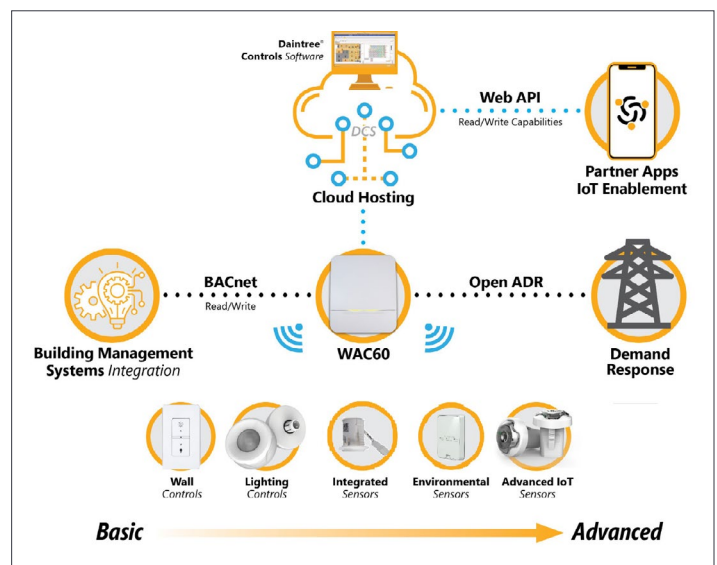 Daintree®
Controls Software
DCS
Cloud Hosting
Web API
Read/Write Capabilities
Partner Apps
IoT Enablement
BACnet
Read/Write
Open ADR
Building Management
Systems Integration
WAC60
Demand
Response
Wall
Controls
Lighting
Controls
Integrated
Sensors
Environmental
Sensors
Advanced IoT
Sensors
Basic
Advanced